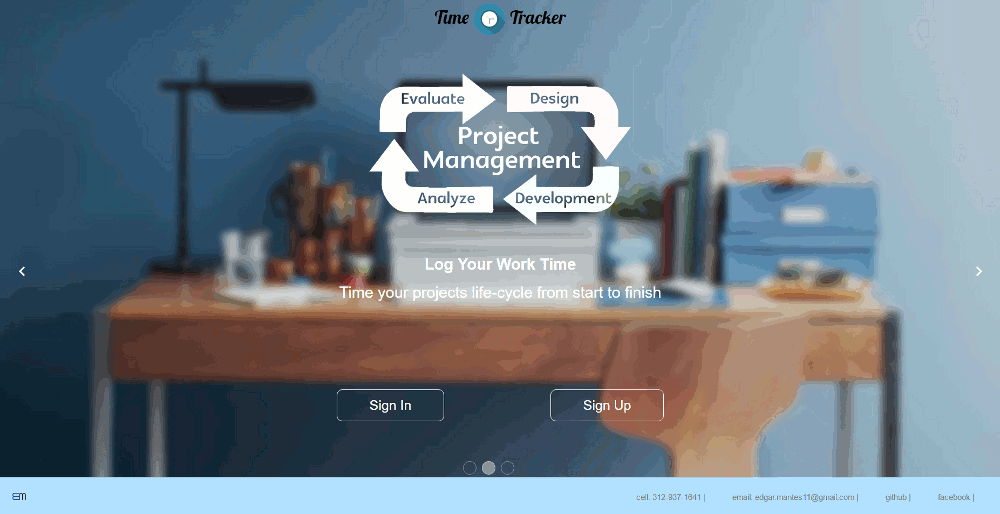 Time Tracker
Evaluate Design
Project
Management
Analyze Development
Log Your Work Time
Time your projects life-cycle from start to finish
Sign In Sign Up
EM cell: 312-937-1641 | email: edgar.mantes11@gmail.com | github | facebook |